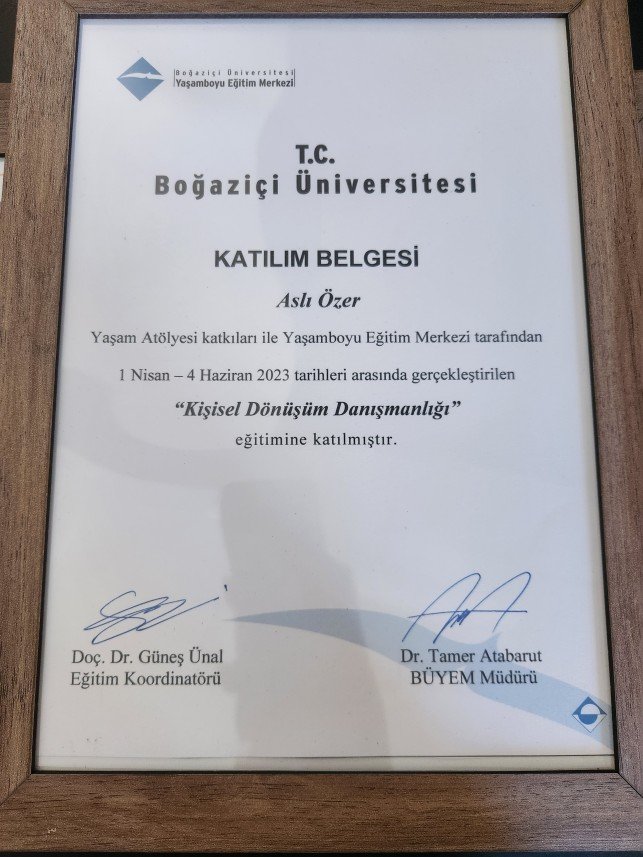 Boğaziçi Üniversitesi
Yaşamboyu Eğitim Merkezi
T.C.
Boğaziçi Üniversitesi
KATILIM BELGESİ
Aslı Özer
Yaşam Atölyesi katkıları ile Yaşamboyu Eğitim Merkezi tarafından
1 Nisan – 4 Haziran 2023 tarihleri arasında gerçekleştirilen
“Kişisel Dönüşüm Danışmanlığı”
eğitimine katılmıştır.
Doç. Dr. Güneş Ünal
Eğitim Koordinatörü
Dr. Tamer Atabarut
BÜYEM Müdürü